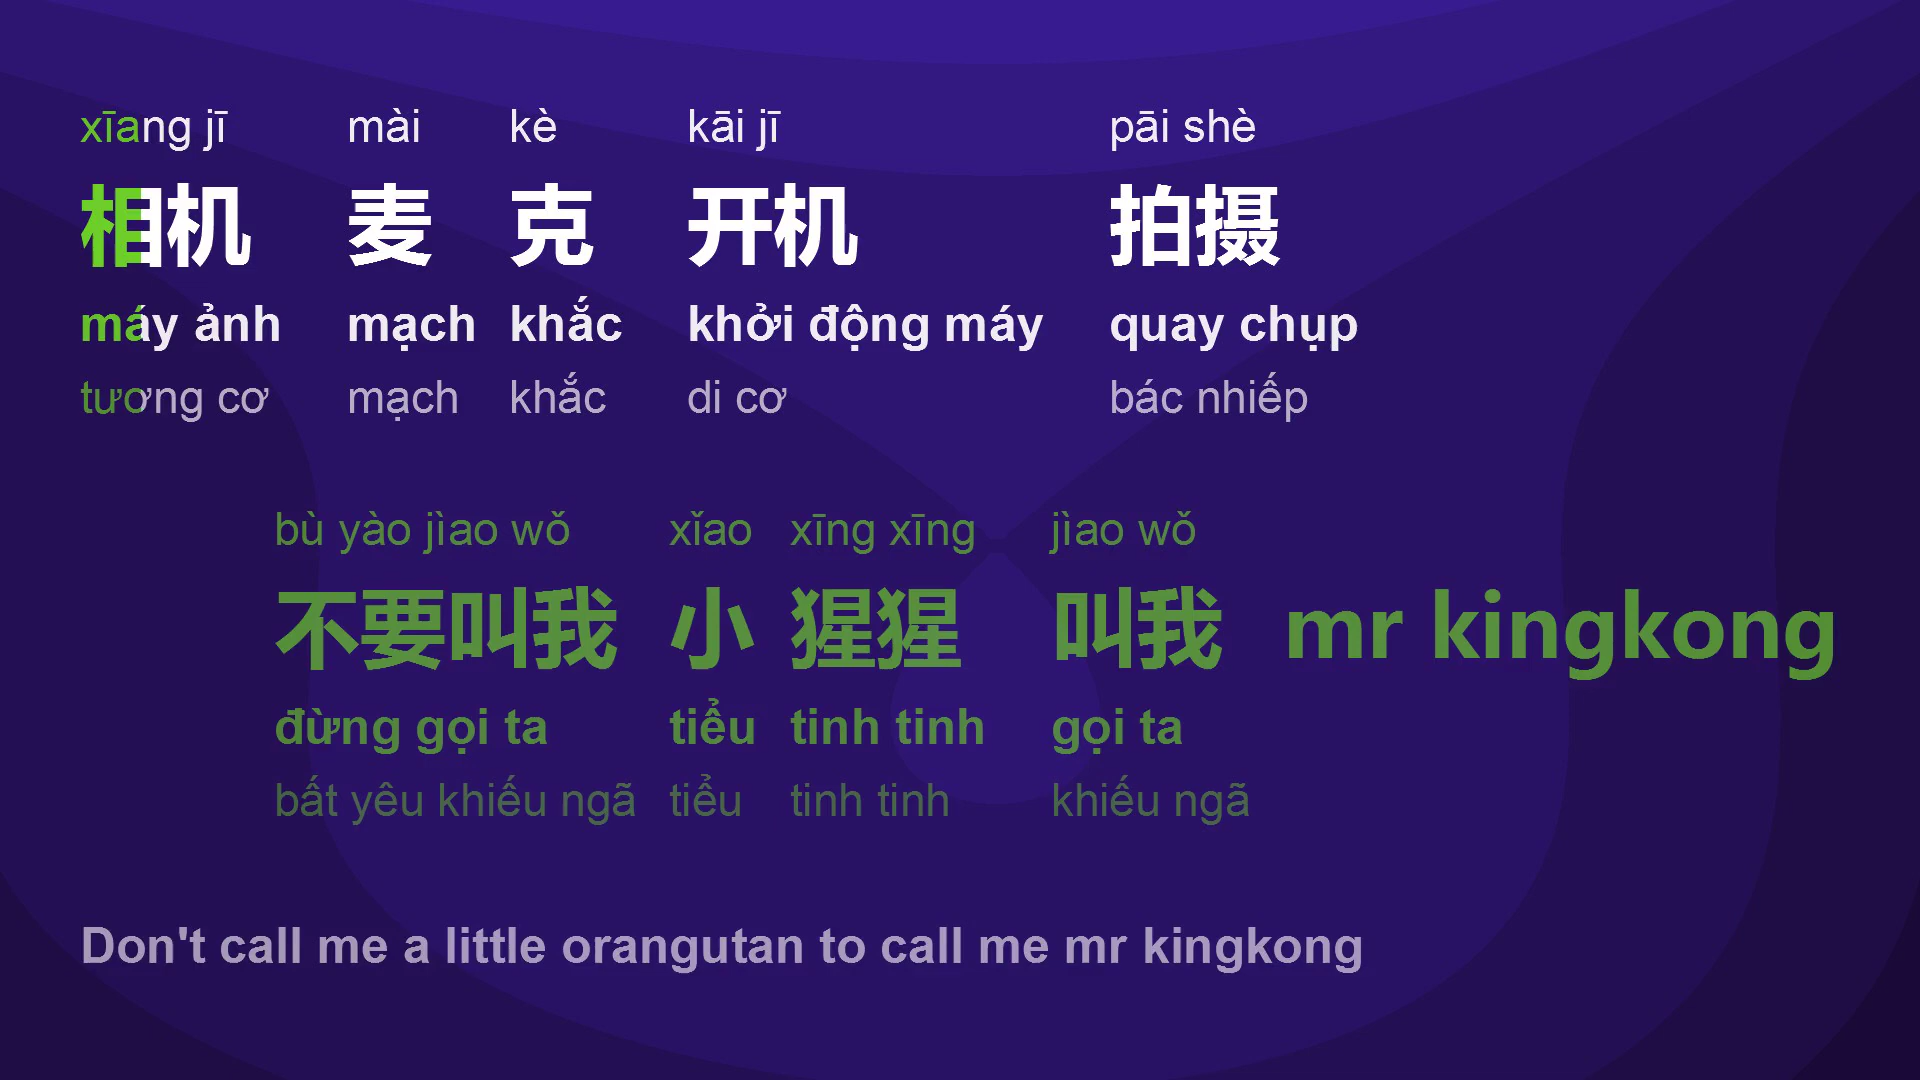 xīang jī mài kè kāi jī pāi shè
相机 麦 克 开机 拍摄
máy ảnh mạch khắc khởi động máy quay chụp
tương cơ mạch khắc di cơ bác nhiếp
bù yào jìao wǒ xǐao xīng xīng jìao wǒ
不要叫我 小 猩猩 叫我 mr kingkong
đừng gọi ta tiểu tinh tinh gọi ta
bất yêu khiếu ngã tiểu tinh tinh khiếu ngã
Don't call me a little orangutan to call me mr kingkong